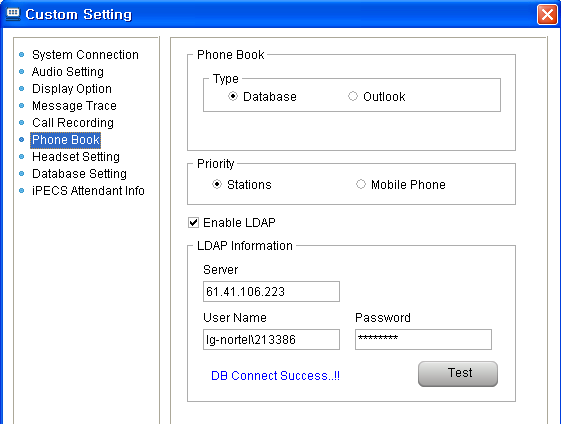 Custom Setting
System Connection
Audio Setting
Display Option
Message Trace
Call Recording
Phone Book
Headset Setting
Database Setting
iPECS Attendant Info
Phone Book
Type
Database Outlook
Priority
Stations Mobile Phone
Enable LDAP
LDAP Information
Server
61.41.106.223
User Name Password
lg-nortel\213386 ********
DB Connect Success..!! Test